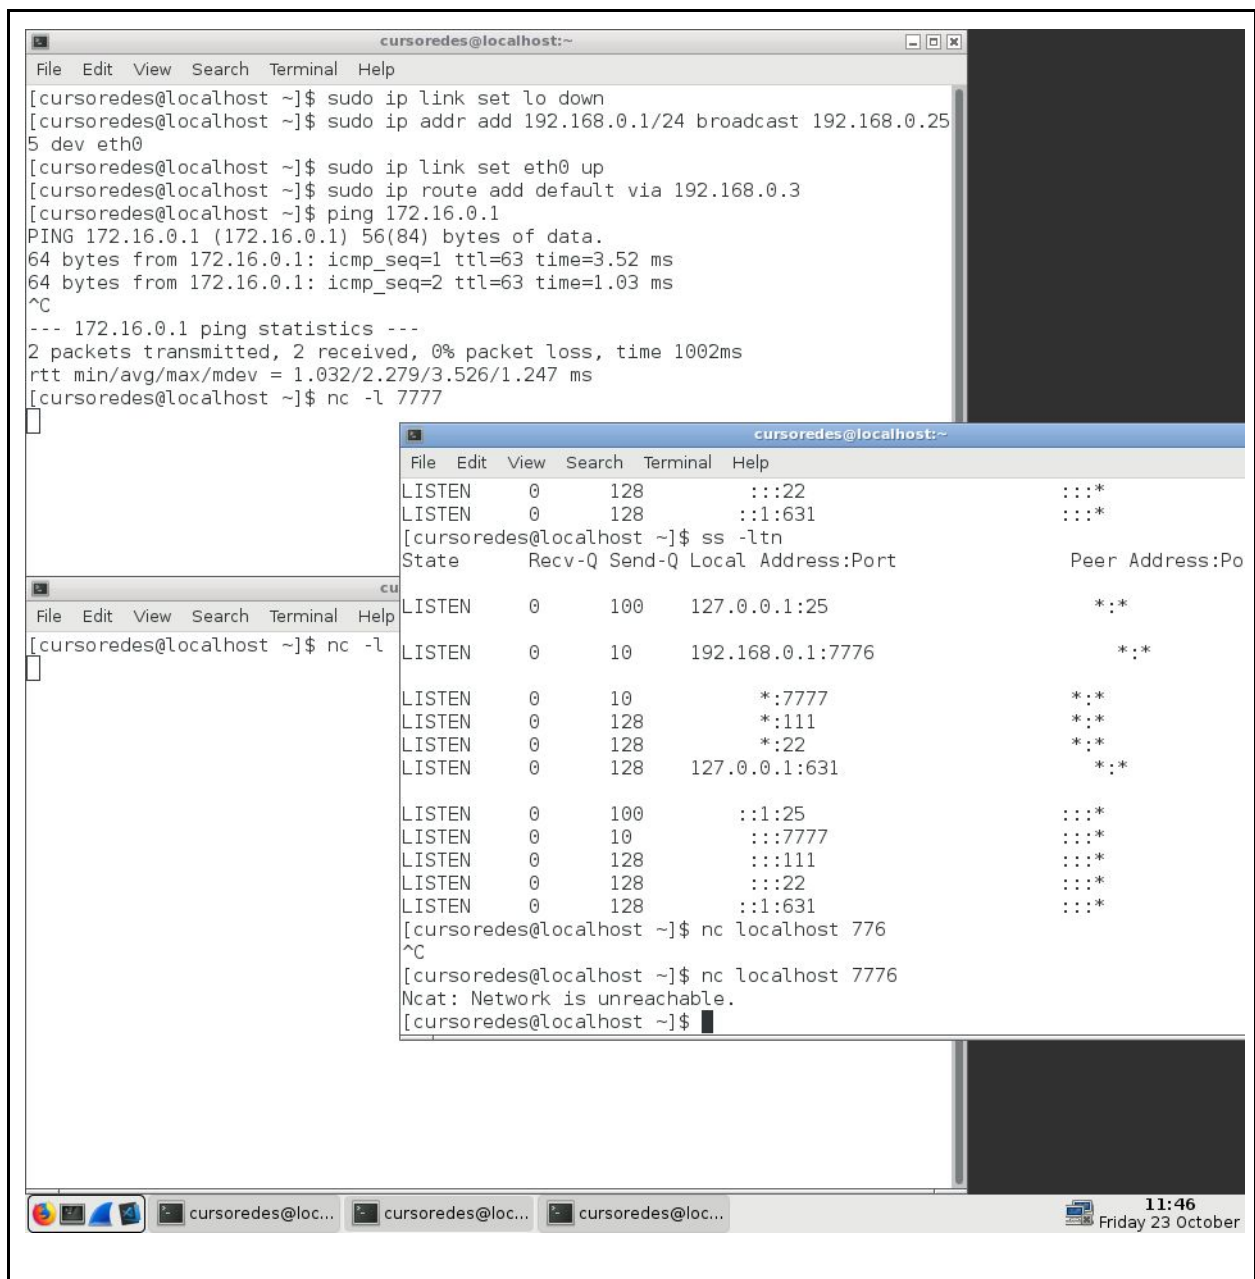 cursoredes@localhost:~
File Edit View Search Terminal Help
[cursoredes@localhost ~]$ sudo ip link set lo down
[cursoredes@localhost ~]$ sudo ip addr add 192.168.0.1/24 broadcast 192.168.0.25
5 dev eth0
[cursoredes@localhost ~]$ sudo ip link set eth0 up
[cursoredes@localhost ~]$ sudo ip route add default via 192.168.0.3
[cursoredes@localhost ~]$ ping 172.16.0.1
PING 172.16.0.1 (172.16.0.1) 56(84) bytes of data.
64 bytes from 172.16.0.1: icmp_seq=1 ttl=63 time=3.52 ms
64 bytes from 172.16.0.1: icmp_seq=2 ttl=63 time=1.03 ms
^C
--- 172.16.0.1 ping statistics ---
2 packets transmitted, 2 received, 0% packet loss, time 1002ms
rtt min/avg/max/mdev = 1.032/2.279/3.526/1.247 ms
[cursoredes@localhost ~]$ nc -l 7777
cu
File Edit View Search Terminal Help
[cursoredes@localhost ~]$ nc -l
cursoredes@localhost:~
File Edit View Search Terminal Help
LISTEN 0 128 :::22 :::*
LISTEN 0 128 ::1:631 :::*
[cursoredes@localhost ~]$ ss -ltn
State Recv-Q Send-Q Local Address:Port Peer Address:Po
LISTEN 0 100 127.0.0.1:25 *:*
LISTEN 0 10 192.168.0.1:7776 *:*
LISTEN 0 10 *:7777 *:*
LISTEN 0 128 *:111 *:*
LISTEN 0 128 *:22 *:*
LISTEN 0 128 127.0.0.1:631 *:*
LISTEN 0 100 ::1:25 :::*
LISTEN 0 10 :::7777 :::*
LISTEN 0 128 :::111 :::*
LISTEN 0 128 :::22 :::*
LISTEN 0 128 ::1:631 :::*
[cursoredes@localhost ~]$ nc localhost 776
^C
[cursoredes@localhost ~]$ nc localhost 7776
Ncat: Network is unreachable.
[cursoredes@localhost ~]$
cursoredes@loc... cursoredes@loc... cursoredes@loc...
11:46
Friday 23 October